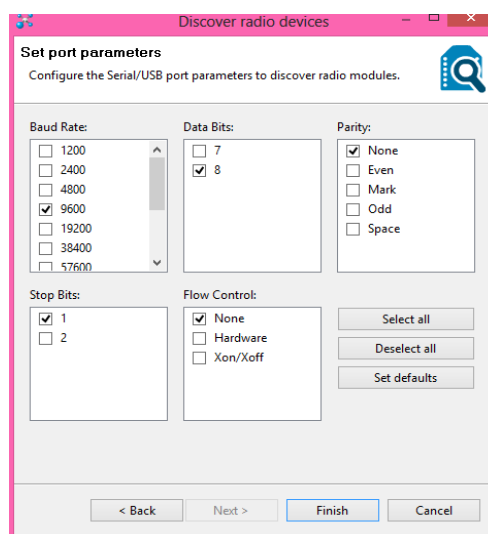 Discover radio devices
Set port parameters
Configure the Serial/USB port parameters to discover radio modules.
Baud Rate:
1200
2400
4800
9600
19200
38400
57600
Data Bits:
7
8
Parity:
None
Even
Mark
Odd
Space
Stop Bits:
1
2
Flow Control:
None
Hardware
Xon/Xoff
Select all
Deselect all
Set defaults
< Back
Next >
Finish
Cancel